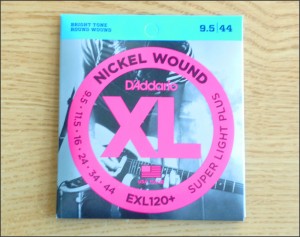 BRIGHT TONE
ROUND WOUND
9.5/44
NICKEL WOUND
D'Addario
XL
9.5 · 11.5 · 16 · 24 · 34 · 44
SUPER LIGHT PLUS
EXL120+